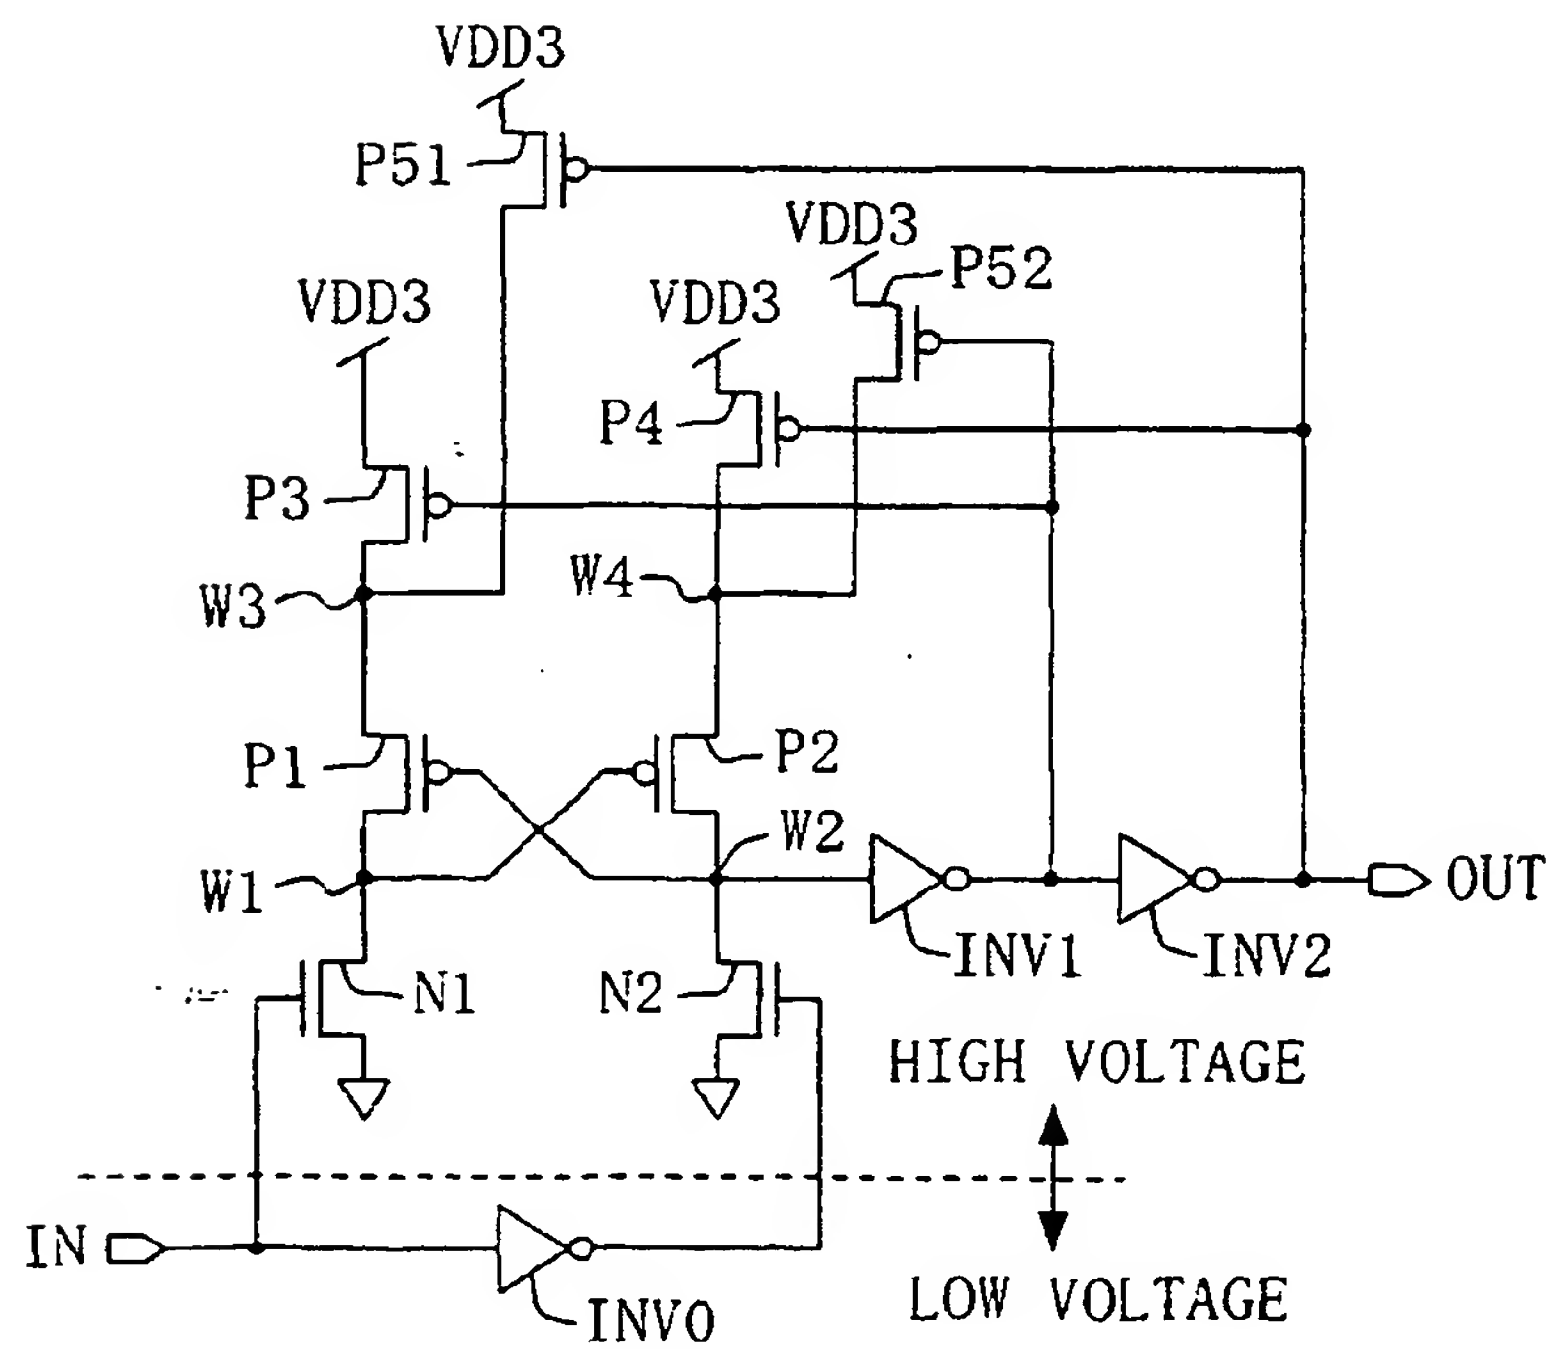 VDD3
P51
VDD3
P52
VDD3
VDD3
P4
P3
W4
W3
P1
P2
W2
W1
OUT
INV1
INV2
N1
N2
HIGH VOLTAGE
IN
LOW VOLTAGE
INV0